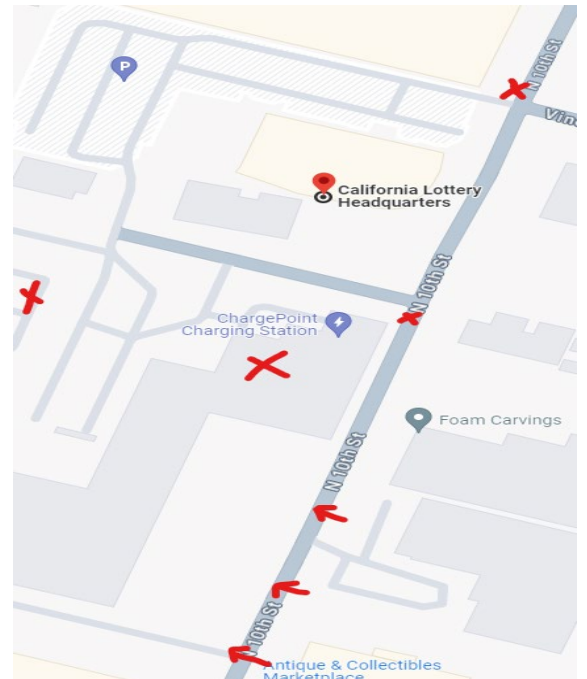 P
N 10th St
California Lottery
Headquarters
N 10th St
ChargePoint
Charging Station
Foam Carvings
N 10th St
N 10th St
Antique & Collectibles
Marketplace